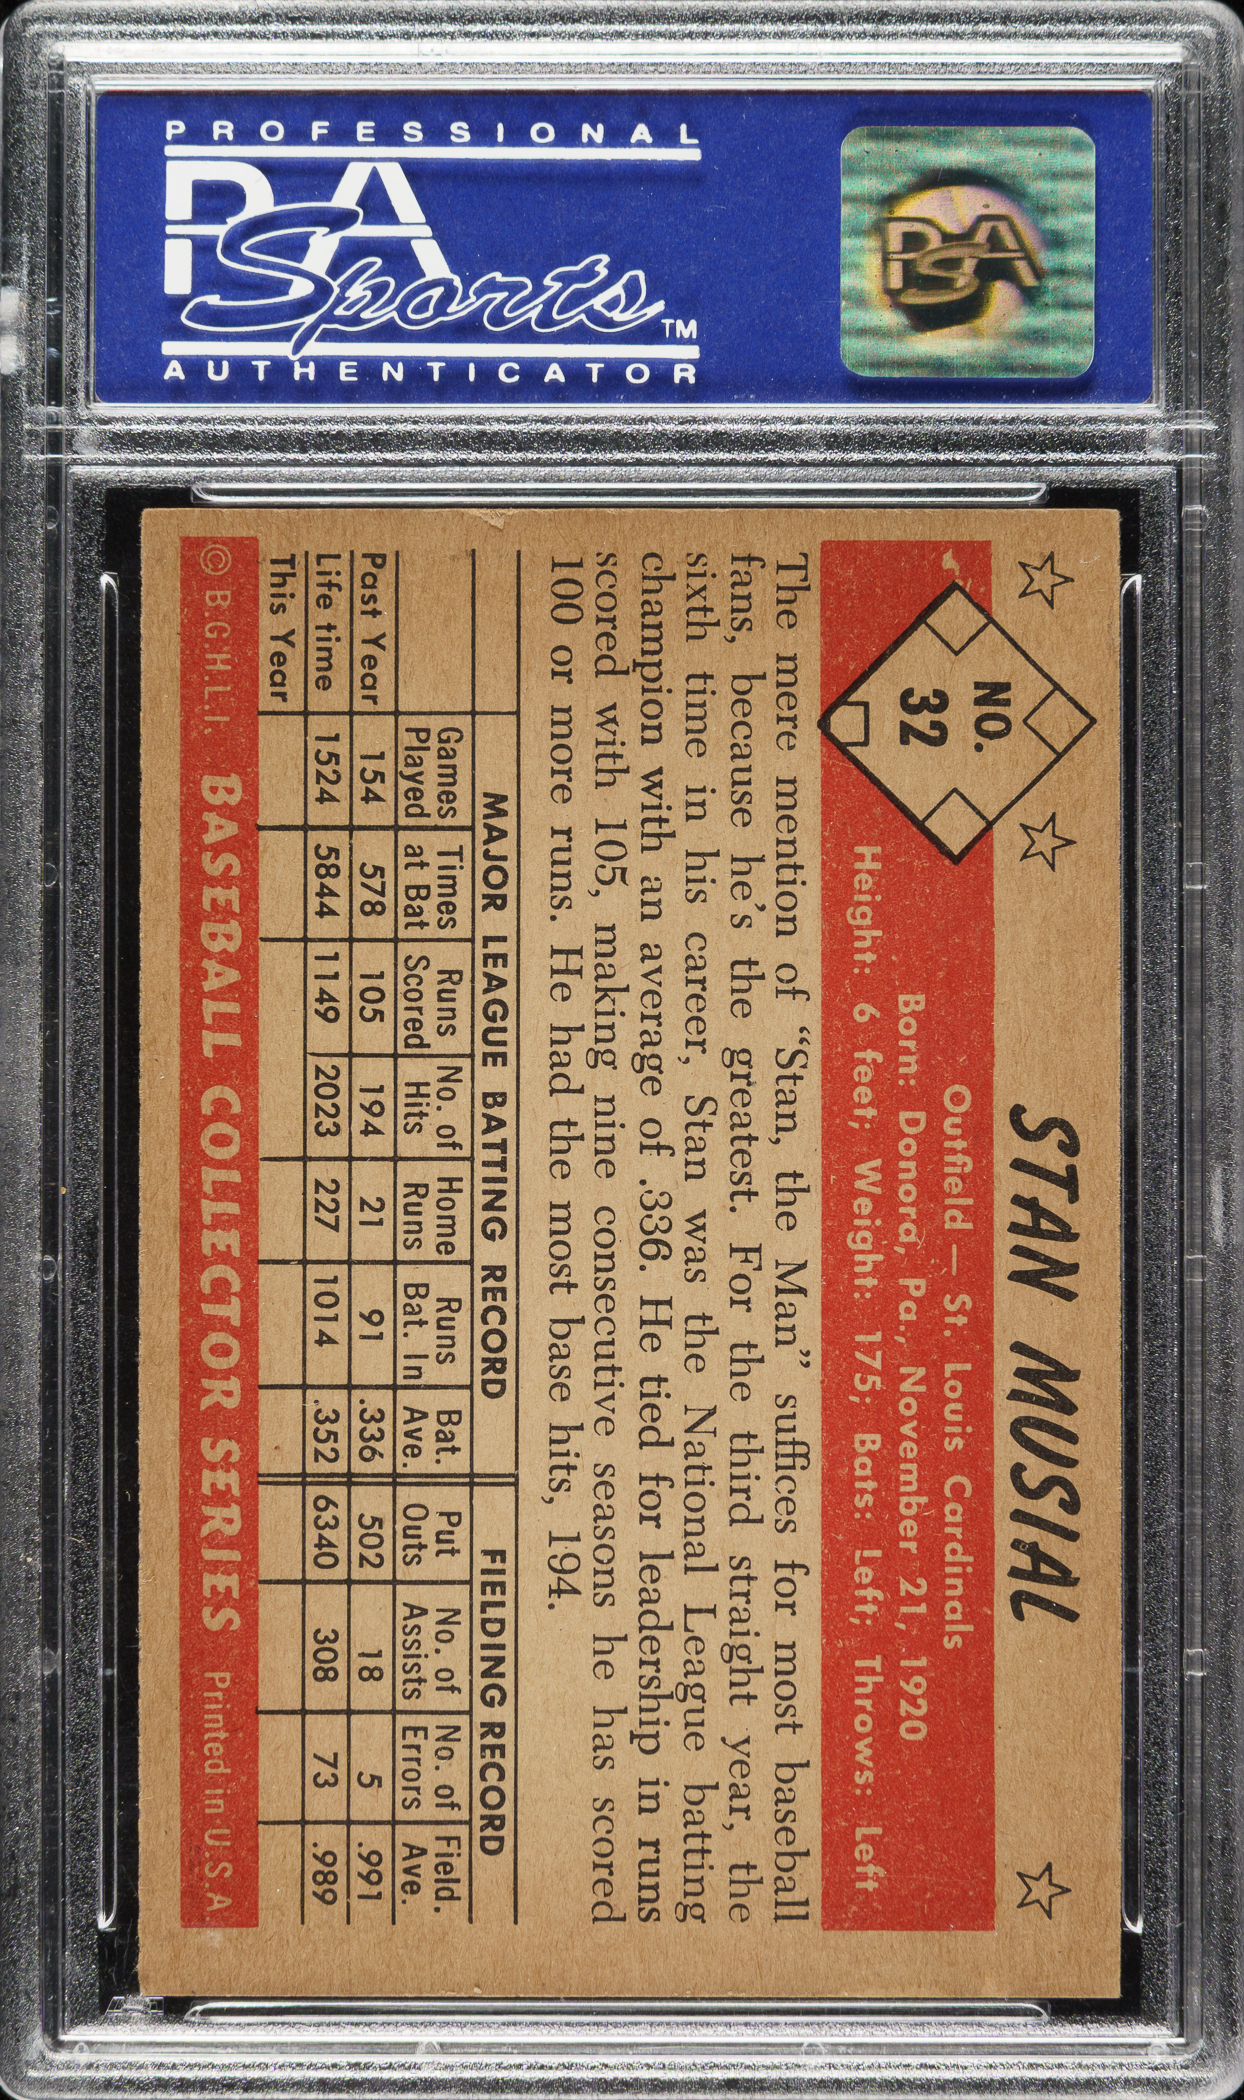 PROFESSIONAL
PSA
Sports™
AUTHENTICATOR
PSA
STAN MUSIAL
NO.
32
Outfield — St. Louis Cardinals
Born: Donora, Pa., November 21, 1920
Height: 6 feet; Weight: 175; Bats: Left; Throws: Left
The mere mention of “Stan, the Man” suffices for most baseball
fans, because he’s the greatest. For the third straight year, the
sixth time in his career, Stan was the National League batting
champion with an average of .336. He tied for leadership in runs
scored with 105, making nine consecutive seasons he has scored
100 or more runs. He had the most base hits, 194.
MAJOR LEAGUE BATTING RECORD FIELDING RECORD
Games Times Runs No. of Home Runs Bat. Put No. of No. of Field.
Played at Bat Scored Hits Runs Bat. In Ave. Outs Assists Errors Ave.
Past Year 154 578 105 194 21 91 .336 502 18 5 .991
Life time 1524 5844 1149 2023 227 1014 .352 6340 308 73 .989
This Year
© B.G.H.L.I. BASEBALL COLLECTOR SERIES Printed in U.S.A.